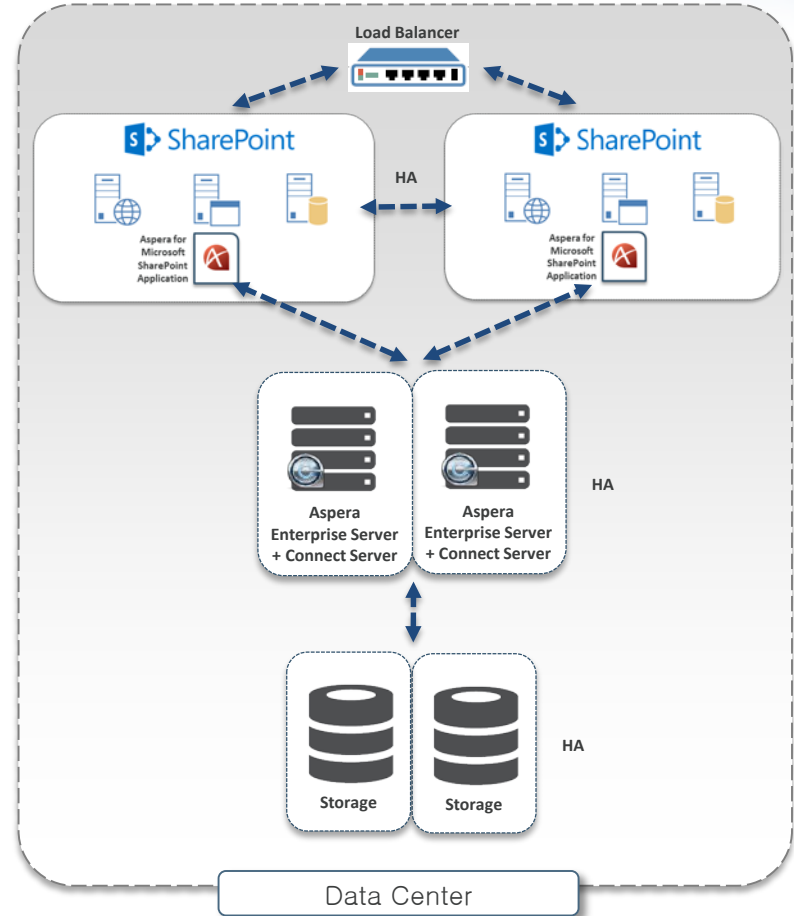 Load Balancer
S SharePoint
S SharePoint
HA
Aspera for
Microsoft
SharePoint
Application
Aspera for
Microsoft
SharePoint
Application
Aspera
Enterprise Server
+ Connect Server
Aspera
Enterprise Server
+ Connect Server
HA
Storage
Storage
HA
Data Center